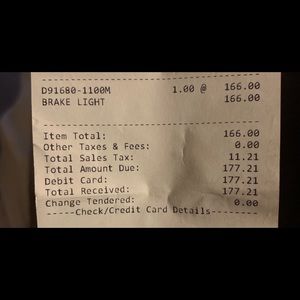 D91680-1100M 1.00 @ 166.00
BRAKE LIGHT 166.00
Item Total: 166.00
Other Taxes & Fees: 0.00
Total Sales Tax: 11.21
Total Amount Due: 177.21
Debit Card: 177.21
Total Received: 177.21
Change Tendered: 0.00
-----Check/Credit Card Details-------